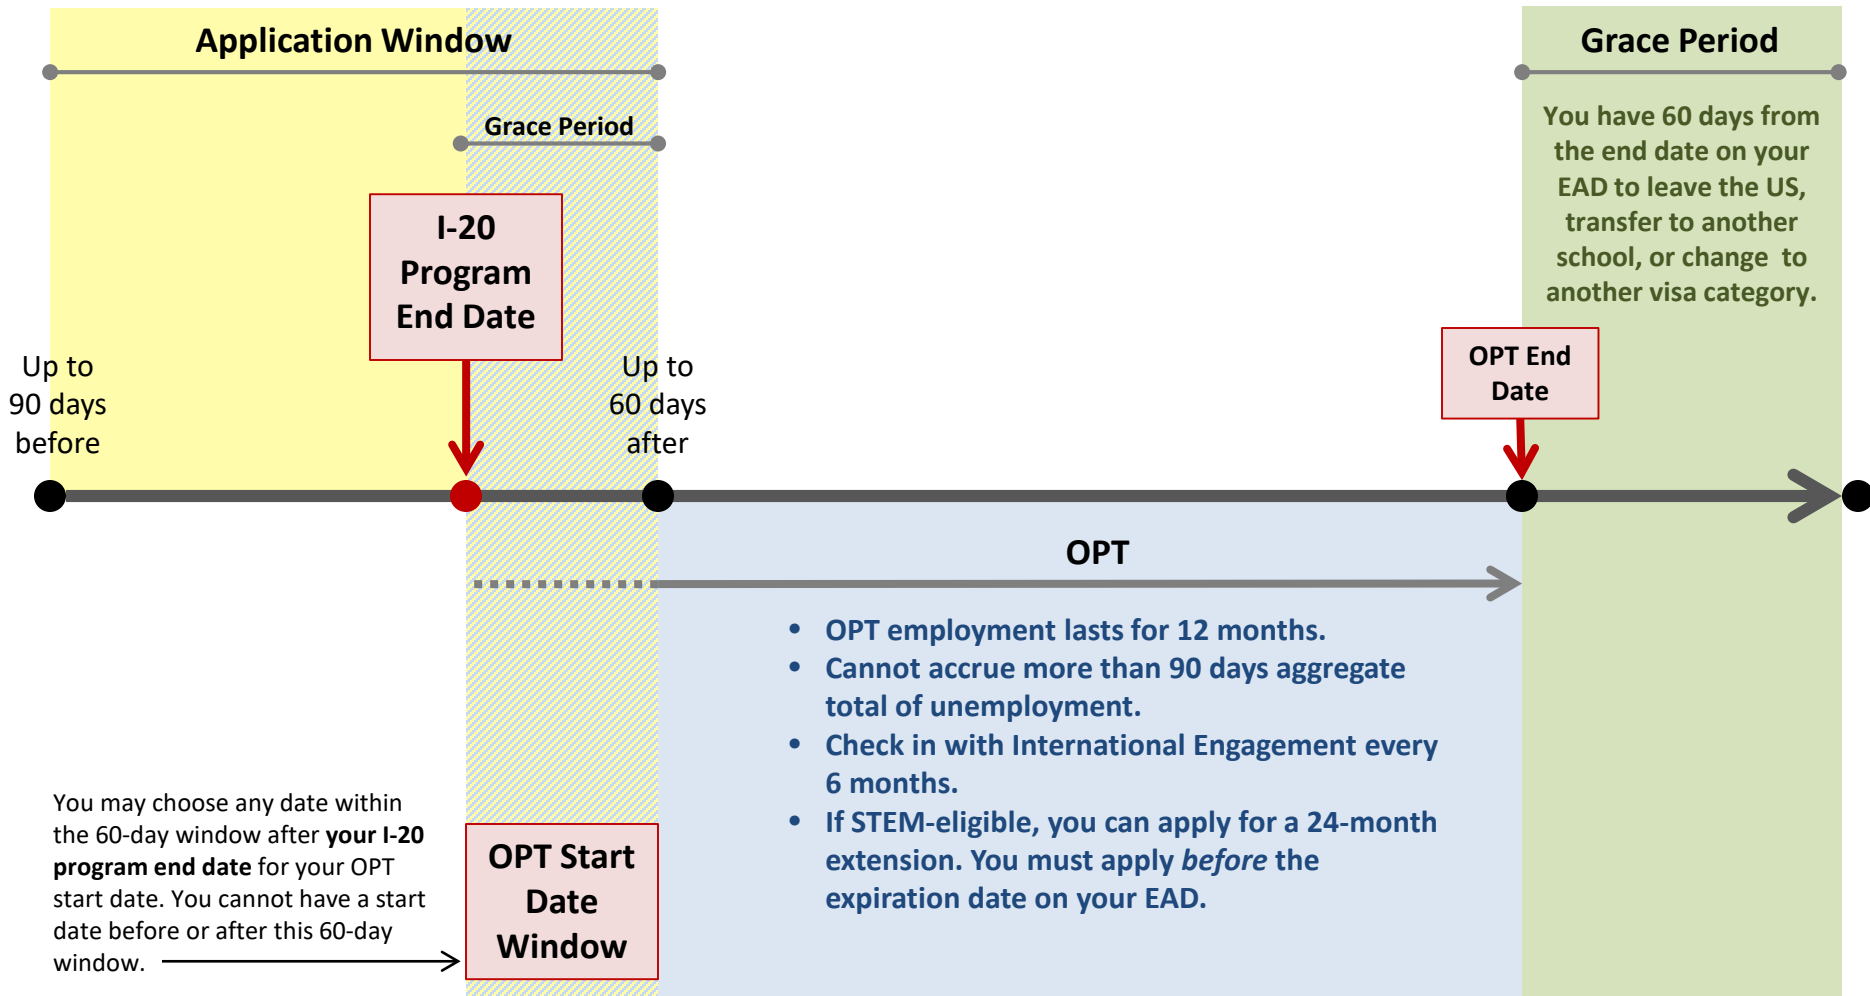 Application Window
Grace Period
Grace Period
You have 60 days from
the end date on your
EAD to leave the US,
transfer to another
school, or change to
another visa category.
I-20
Program
End Date
Up to
90 days
before
Up to
60 days
after
OPT End
Date
OPT
• OPT employment lasts for 12 months.
• Cannot accrue more than 90 days aggregate
total of unemployment.
• Check in with International Engagement every
6 months.
• If STEM-eligible, you can apply for a 24-month
extension. You must apply before the
expiration date on your EAD.
You may choose any date within
the 60-day window after your I-20
program end date for your OPT
start date. You cannot have a start
date before or after this 60-day
window.
OPT Start
Date
Window